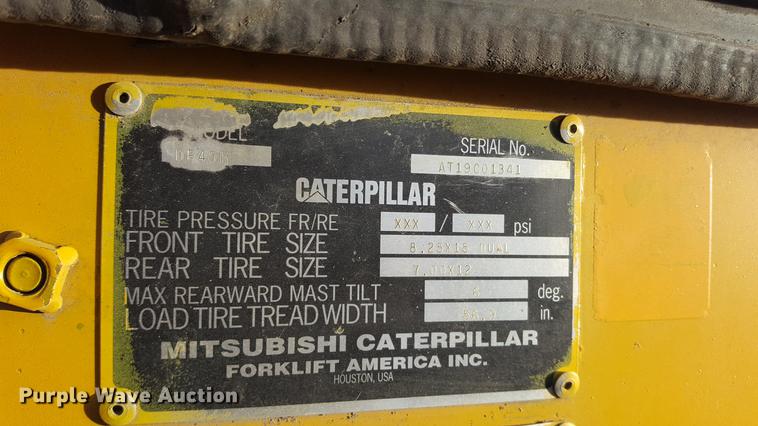 MODEL
SERIAL No.
AT19C01341
CATERPILLAR
TIRE PRESSURE FR/RE XXX / XXX psi
FRONT TIRE SIZE 8.25X15 DUAL
REAR TIRE SIZE 7.00X12
MAX REARWARD MAST TILT deg.
LOAD TIRE TREAD WIDTH in.
MITSUBISHI CATERPILLAR
FORKLIFT AMERICA INC.
HOUSTON, USA
Purple Wave Auction